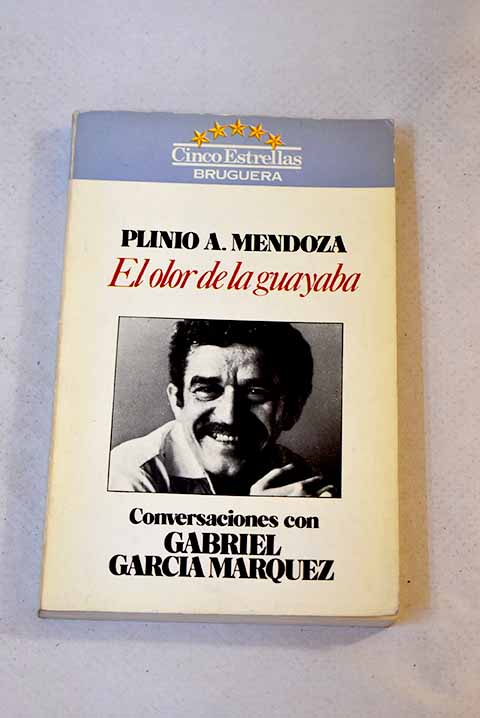 Cinco Estrellas
BRUGUERA
PLINIO A. MENDOZA
El olor de la guayaba
Conversaciones con
GABRIEL
GARCIA MARQUEZ